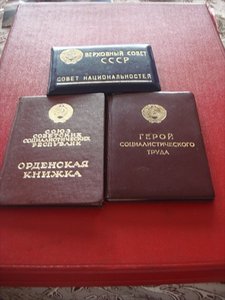 ВЕРХОВНЫЙ СОВЕТ
СССР
СОВЕТ НАЦИОНАЛЬНОСТЕЙ
СОЮЗ
СОВЕТСКИХ
СОЦИАЛИСТИЧЕСКИХ
РЕСПУБЛИК
ОРДЕНСКАЯ
КНИЖКА
ГЕРОЙ
СОЦИАЛИСТИЧЕСКОГО
ТРУДА